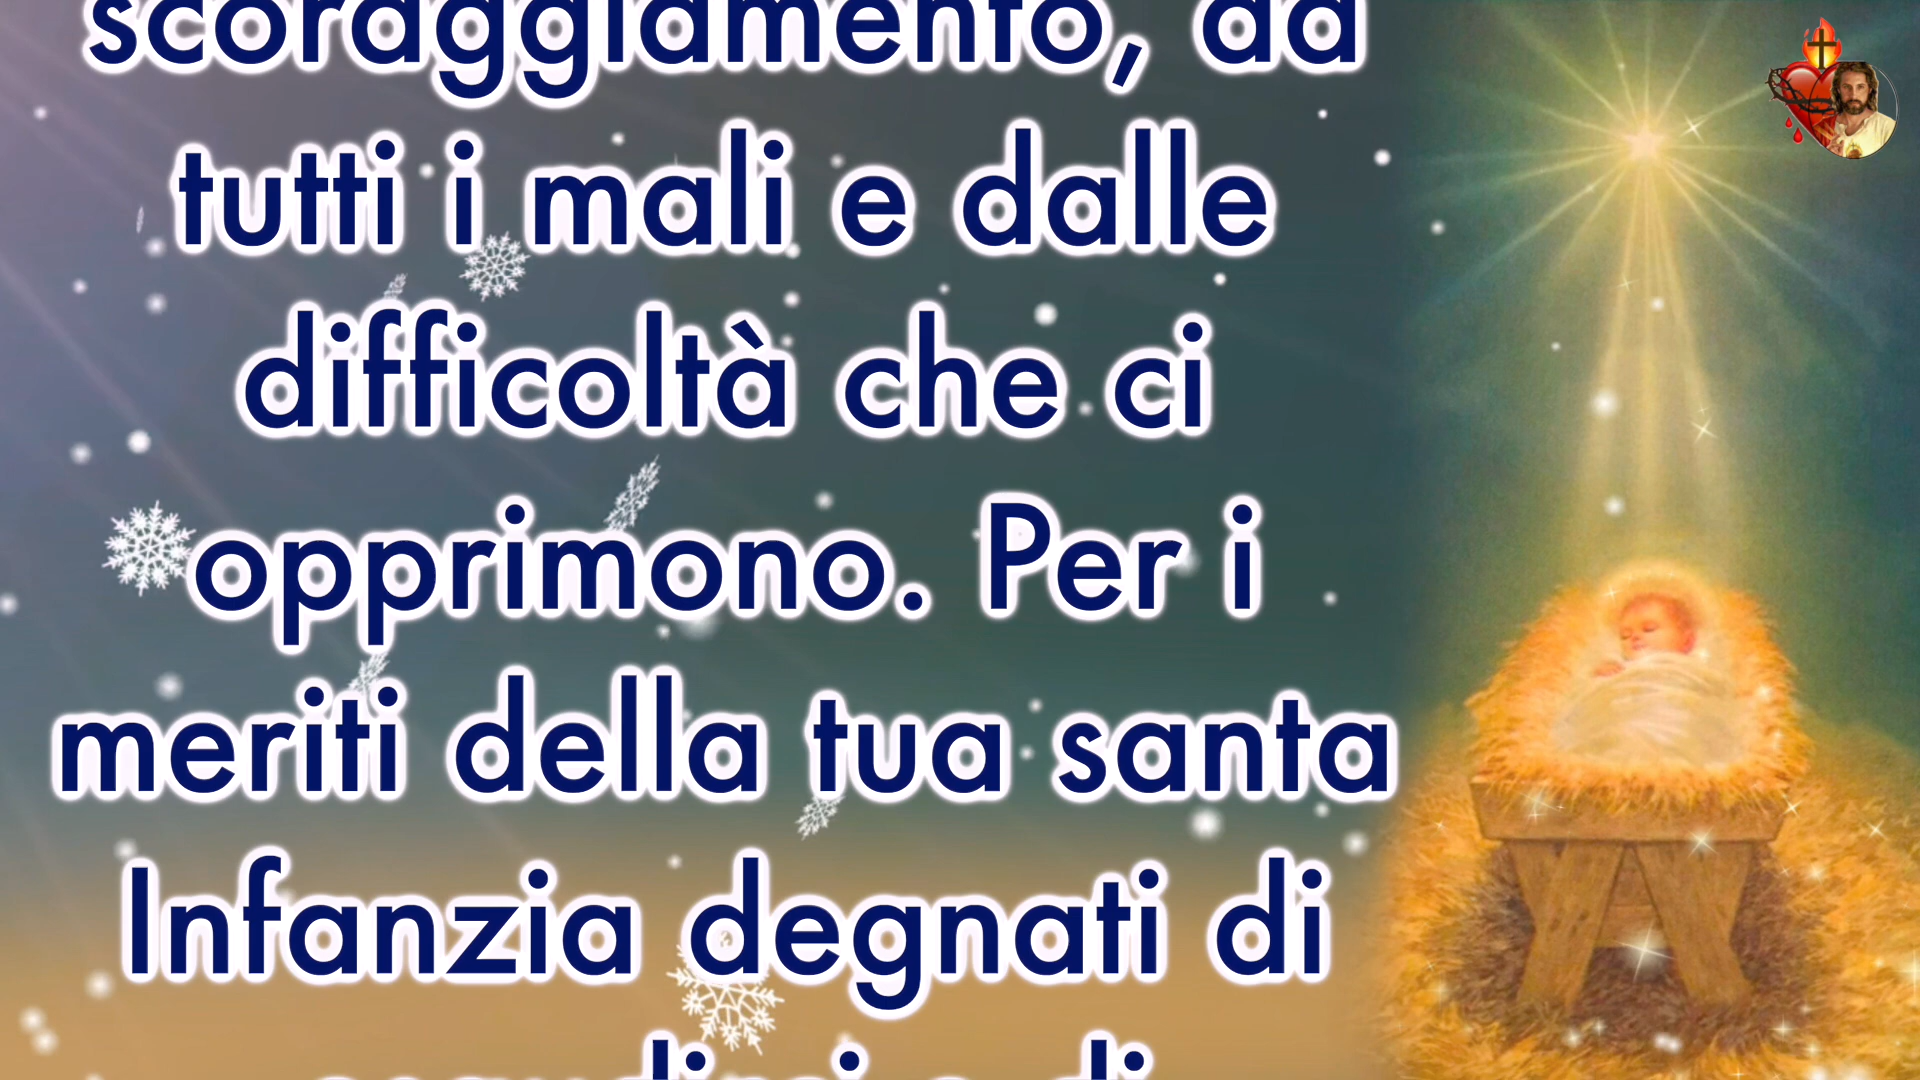 scoraggiamento, da
tutti i mali e dalle
difficoltà che ci
opprimono. Per i
meriti della tua santa
Infanzia degnati di